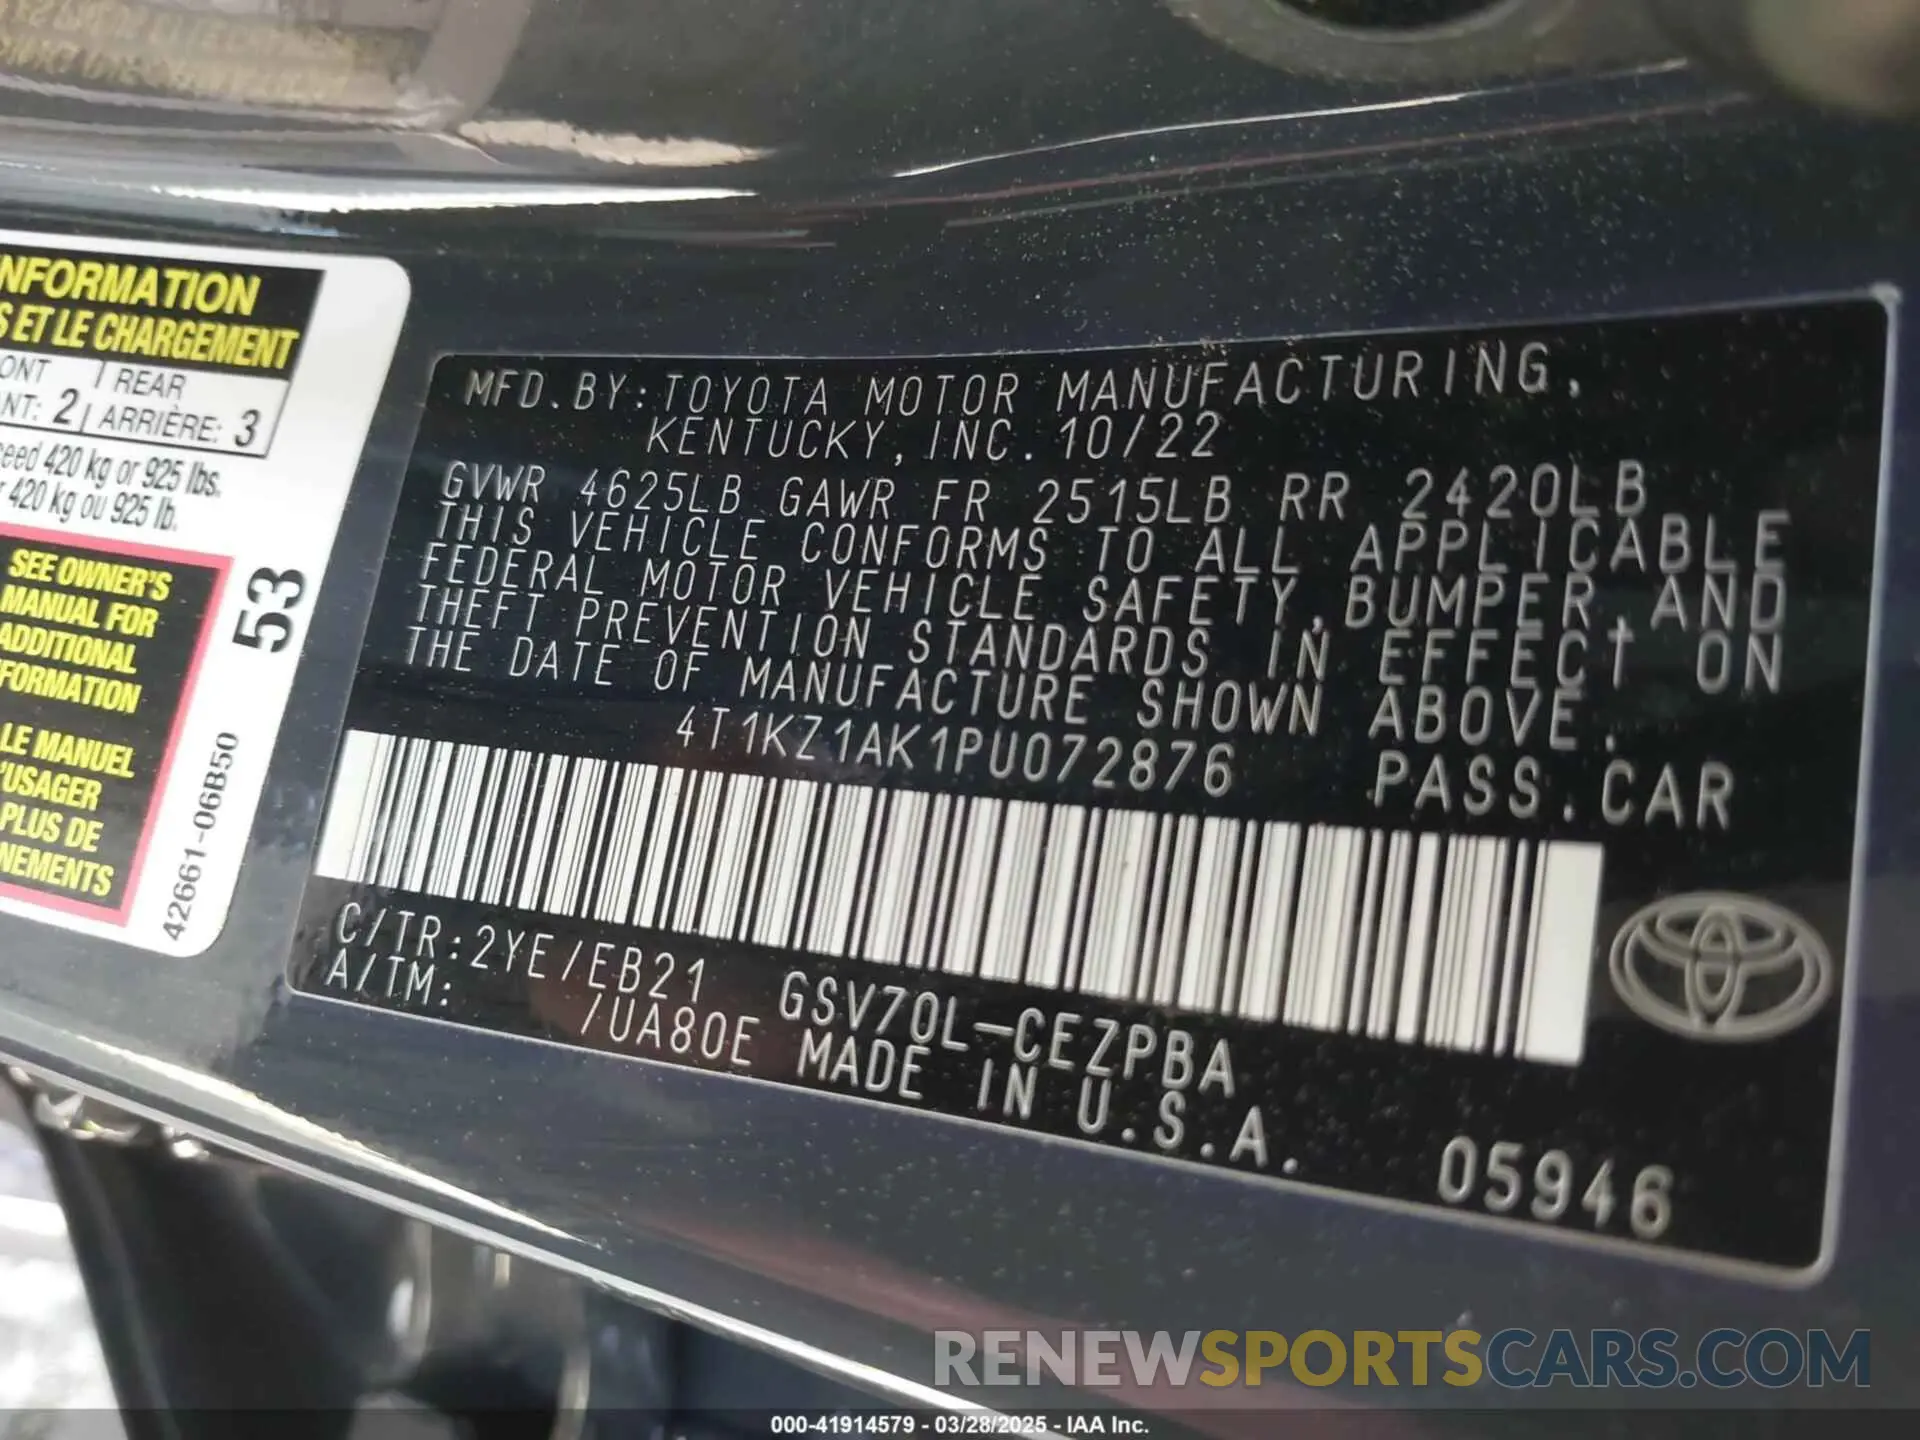 INFORMATION
S ET LE CHARGEMENT
ONT | REAR
NT: 2 | ARRIÈRE: 3
eed 420 kg or 925 lbs.
r 420 kg ou 925 lb.
SEE OWNER'S
MANUAL FOR
ADDITIONAL
FORMATION
LE MANUEL
'USAGER
PLUS DE
NEMENTS
53
42661-06B50
MFD. BY: TOYOTA MOTOR MANUFACTURING,
KENTUCKY, INC. 10/22
GVWR 4625LB GAWR FR 2515LB RR 2420LB
THIS VEHICLE CONFORMS TO ALL APPLICABLE
FEDERAL MOTOR VEHICLE SAFETY, BUMPER, AND
THEFT PREVENTION STANDARDS IN EFFECT ON
THE DATE OF MANUFACTURE SHOWN ABOVE.
4T1KZ1AK1PU072876 PASS. CAR
C/TR: 2YE/EB21 GSV70L-CEZPBA
A/TM: /UA80E MADE IN U.S.A.
05946
RENEWSPORTSCARS.COM
000-41914579 - 03/28/2025 - IAA Inc.